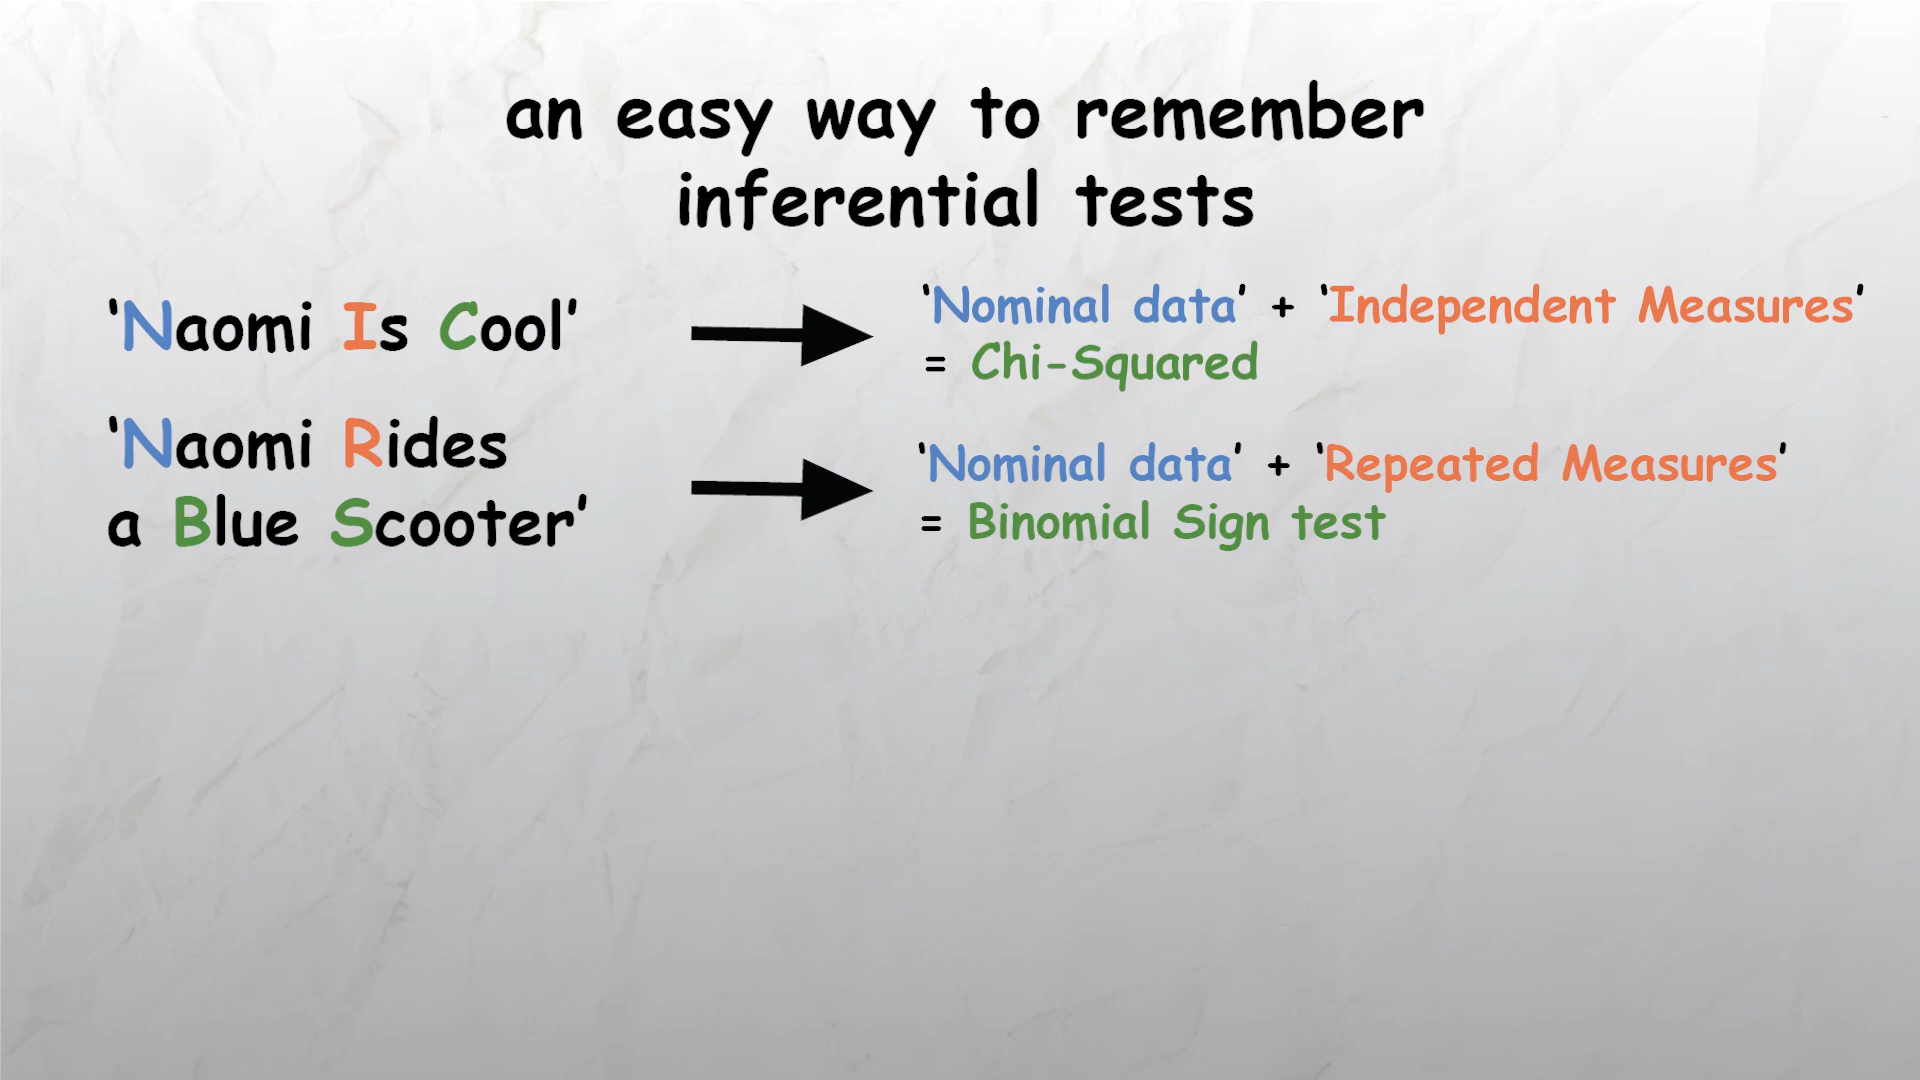 an easy way to remember
inferential tests
‘Naomi Is Cool’
‘Nominal data’ + ‘Independent Measures’
= Chi-Squared
‘Naomi Rides
a Blue Scooter’
‘Nominal data’ + ‘Repeated Measures’
= Binomial Sign test